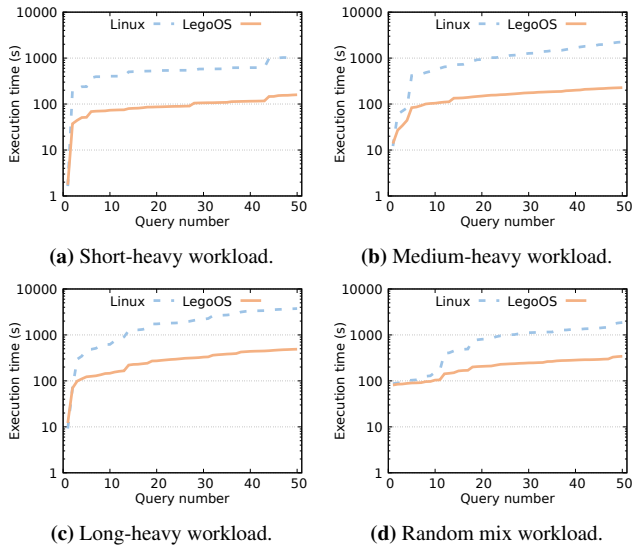 Linux LegoOS
Execution time (s)
10000
1000
100
10
1
0 10 20 30 40 50
Query number
(a) Short-heavy workload.
Linux LegoOS
Execution time (s)
10000
1000
100
10
1
0 10 20 30 40 50
Query number
(b) Medium-heavy workload.
Linux LegoOS
Execution time (s)
10000
1000
100
10
1
0 10 20 30 40 50
Query number
(c) Long-heavy workload.
Linux LegoOS
Execution time (s)
10000
1000
100
10
1
0 10 20 30 40 50
Query number
(d) Random mix workload.